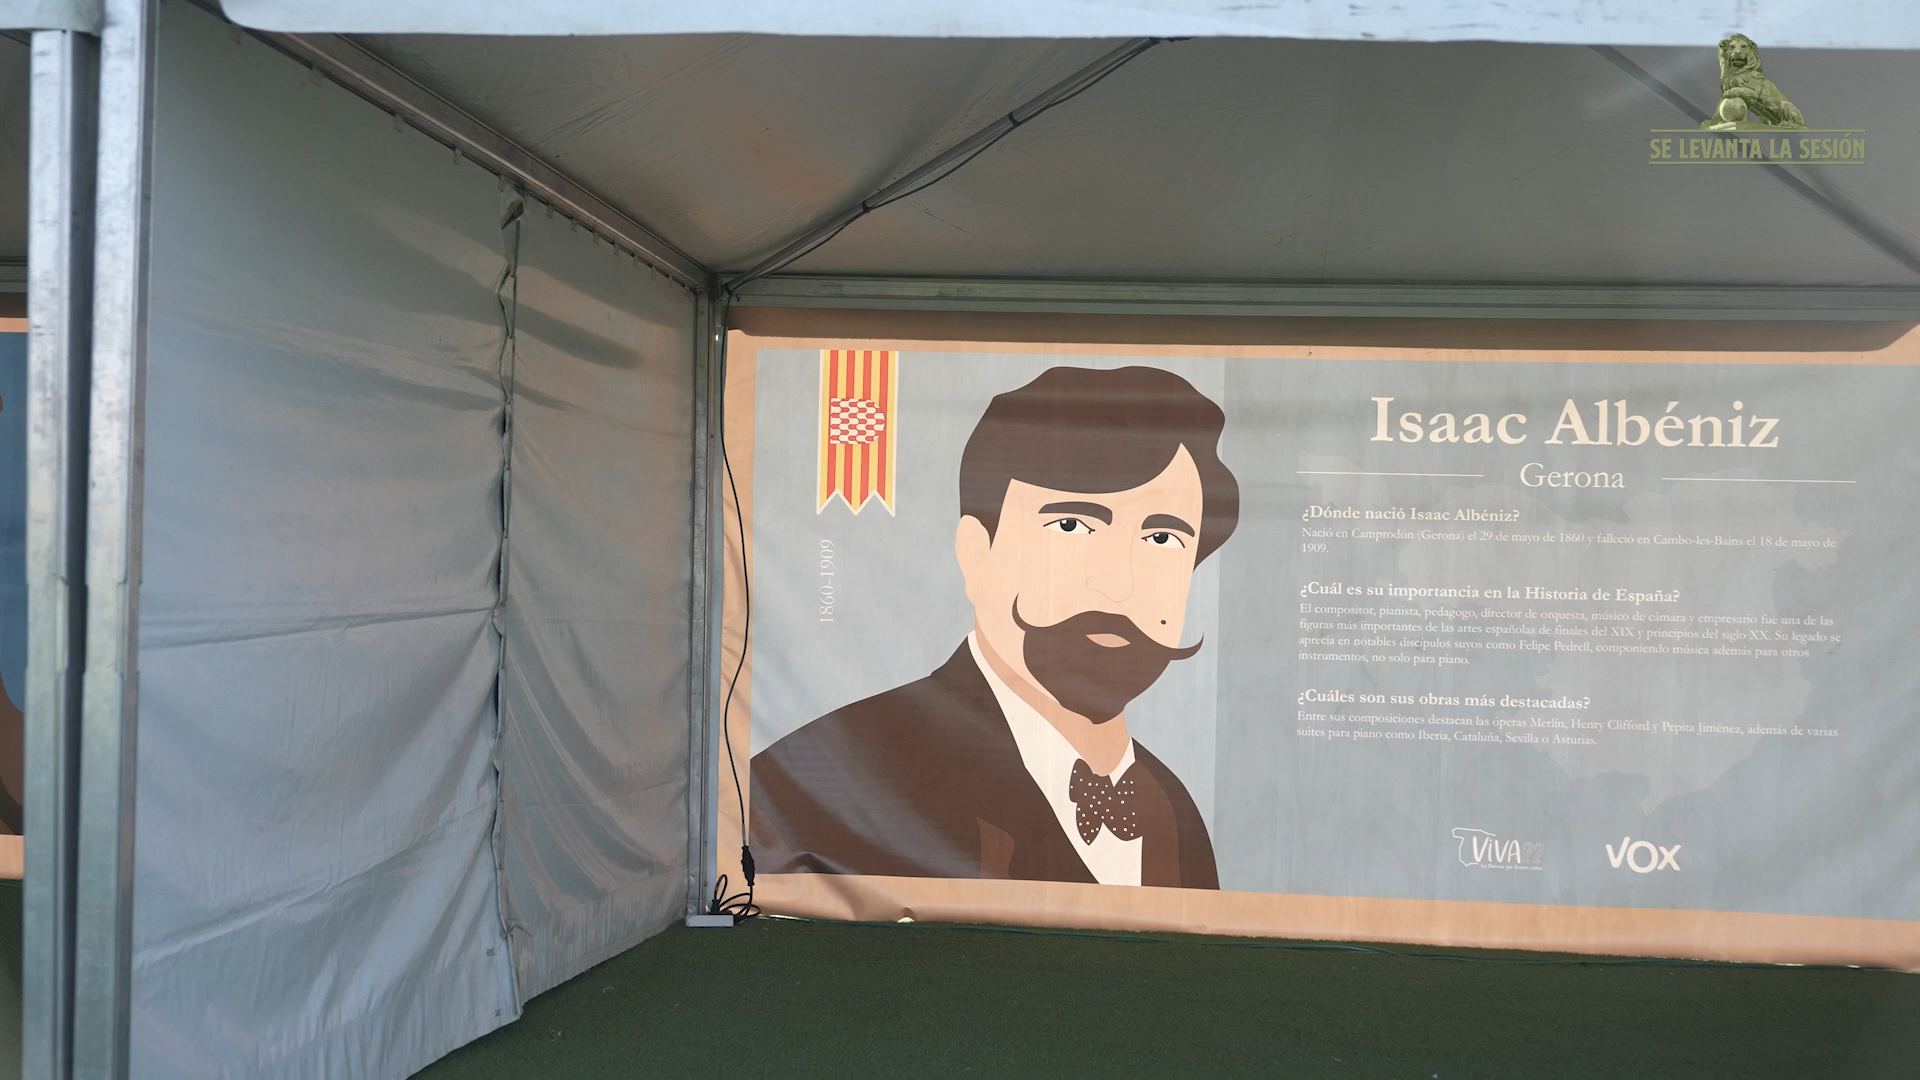 SE LEVANTA LA SESIÓN
Isaac Albéniz
Gerona
1860-1909
¿Dónde nació Isaac Albéniz?
Nació en Camprodón (Gerona) el 29 de mayo de 1860 y falleció en Cambo-les-Bains el 18 de mayo de
1909.
¿Cuál es su importancia en la Historia de España?
El compositor, pianista, pedagogo, director de orquesta, músico de cámara y empresario fue una de las
figuras más importantes de las artes españolas de finales del XIX y principios del siglo XX. Su legado se
aprecia en notables discípulos suyos como Felipe Pedrell, componiendo música además para otros
instrumentos, no solo para piano.
¿Cuáles son sus obras más destacadas?
Entre sus composiciones destacan las óperas Merlín, Henry Clifford y Pepita Jiménez, además de varias
suites para piano como Iberia, Cataluña, Sevilla o Asturias.
ViVA22
VOX